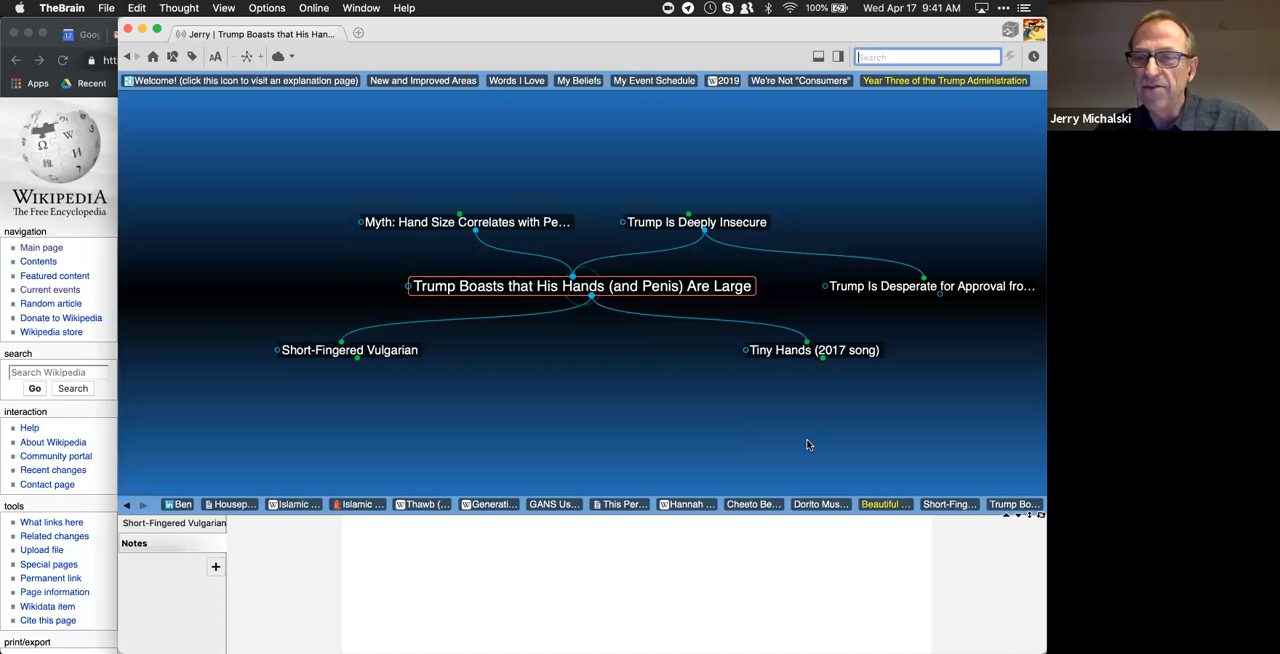 TheBrain File Edit Thought View Options Online Window Help 100% Wed Apr 17 9:41 AM
Jerry | Trump Boasts that His Han...
Goo
htt
AA
Search
Apps Recent
Welcome! (click this icon to visit an explanation page) New and Improved Areas Words I Love My Beliefs My Event Schedule 2019 We're Not "Consumers" Year Three of the Trump Administration
Jerry Michalski
WIKIPEDIA
The Free Encyclopedia
navigation
Main page
Contents
Featured content
Current events
Random article
Donate to Wikipedia
Wikipedia store
search
Search Wikipedia
Go Search
interaction
Help
About Wikipedia
Community portal
Recent changes
Contact page
tools
What links here
Related changes
Upload file
Special pages
Permanent link
Page information
Wikidata item
Cite this page
print/export
Myth: Hand Size Correlates with Pe... Trump Is Deeply Insecure
Trump Boasts that His Hands (and Penis) Are Large Trump Is Desperate for Approval fro...
Short-Fingered Vulgarian Tiny Hands (2017 song)
Ben Housep... Islamic ... Islamic ... Thawb (... Generati... GANS Us... This Per... Hannah ... Cheeto Be... Dorito Mus... Beautiful ... Short-Fing... Trump Bo...
Short-Fingered Vulgarian
Notes